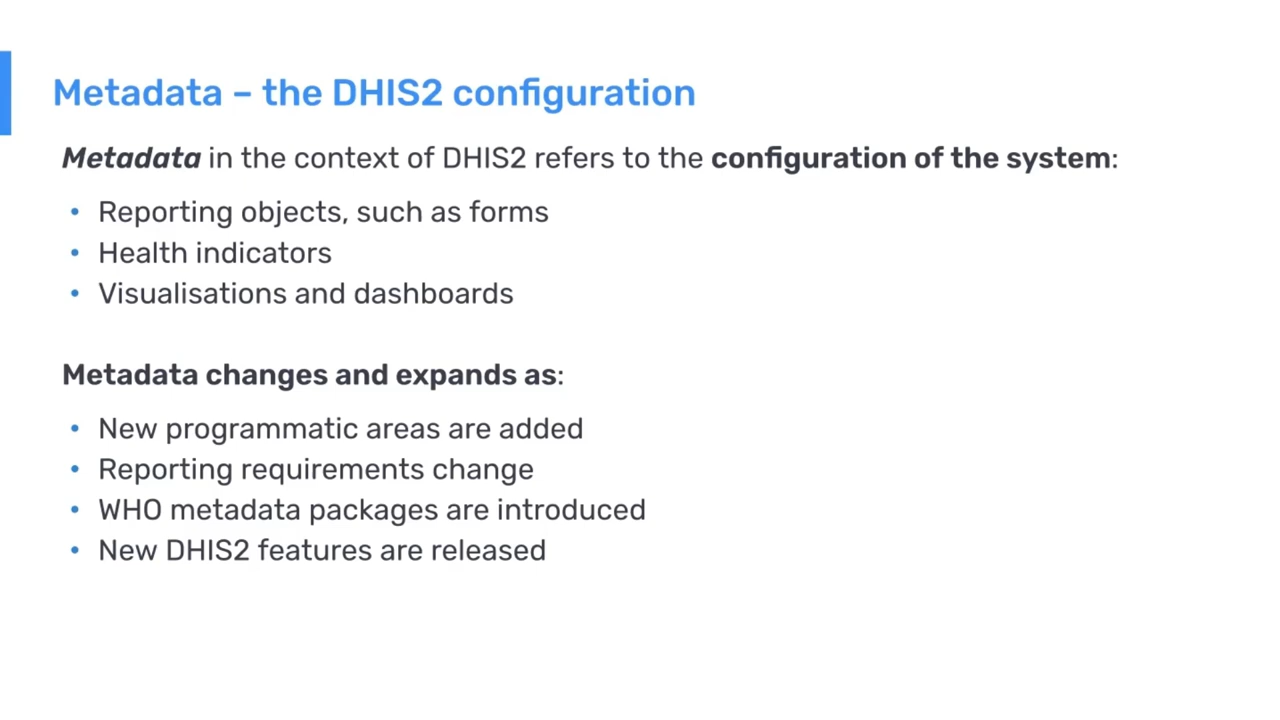 Metadata – the DHIS2 configuration
Metadata in the context of DHIS2 refers to the configuration of the system:
• Reporting objects, such as forms
• Health indicators
• Visualisations and dashboards
Metadata changes and expands as:
• New programmatic areas are added
• Reporting requirements change
• WHO metadata packages are introduced
• New DHIS2 features are released